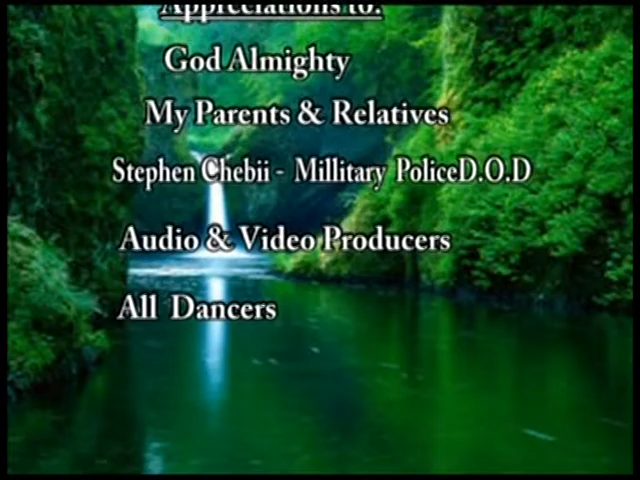 Appreciations to:
God Almighty
My Parents & Relatives
Stephen Chebii - Millitary PoliceD.O.D
Audio & Video Producers
All Dancers